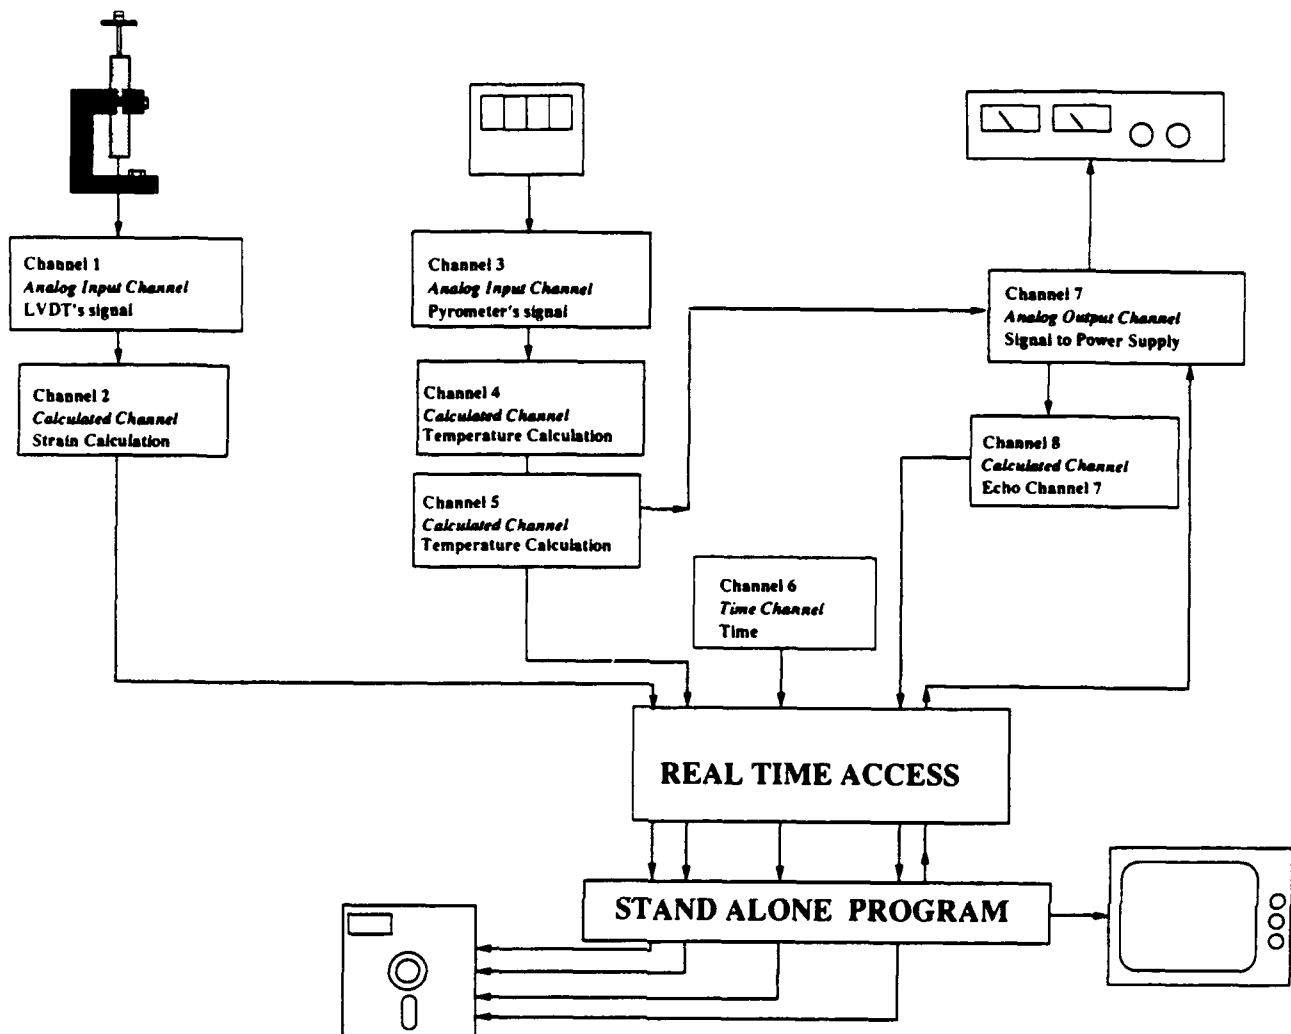 Channel 1
Analog Input Channel
LVDT's signal
Channel 2
Calculated Channel
Strain Calculation
Channel 3
Analog Input Channel
Pyrometer's signal
Channel 4
Calculated Channel
Temperature Calculation
Channel 5
Calculated Channel
Temperature Calculation
Channel 6
Time Channel
Time
Channel 7
Analog Output Channel
Signal to Power Supply
Channel 8
Calculated Channel
Echo Channel 7
REAL TIME ACCESS
STAND ALONE PROGRAM